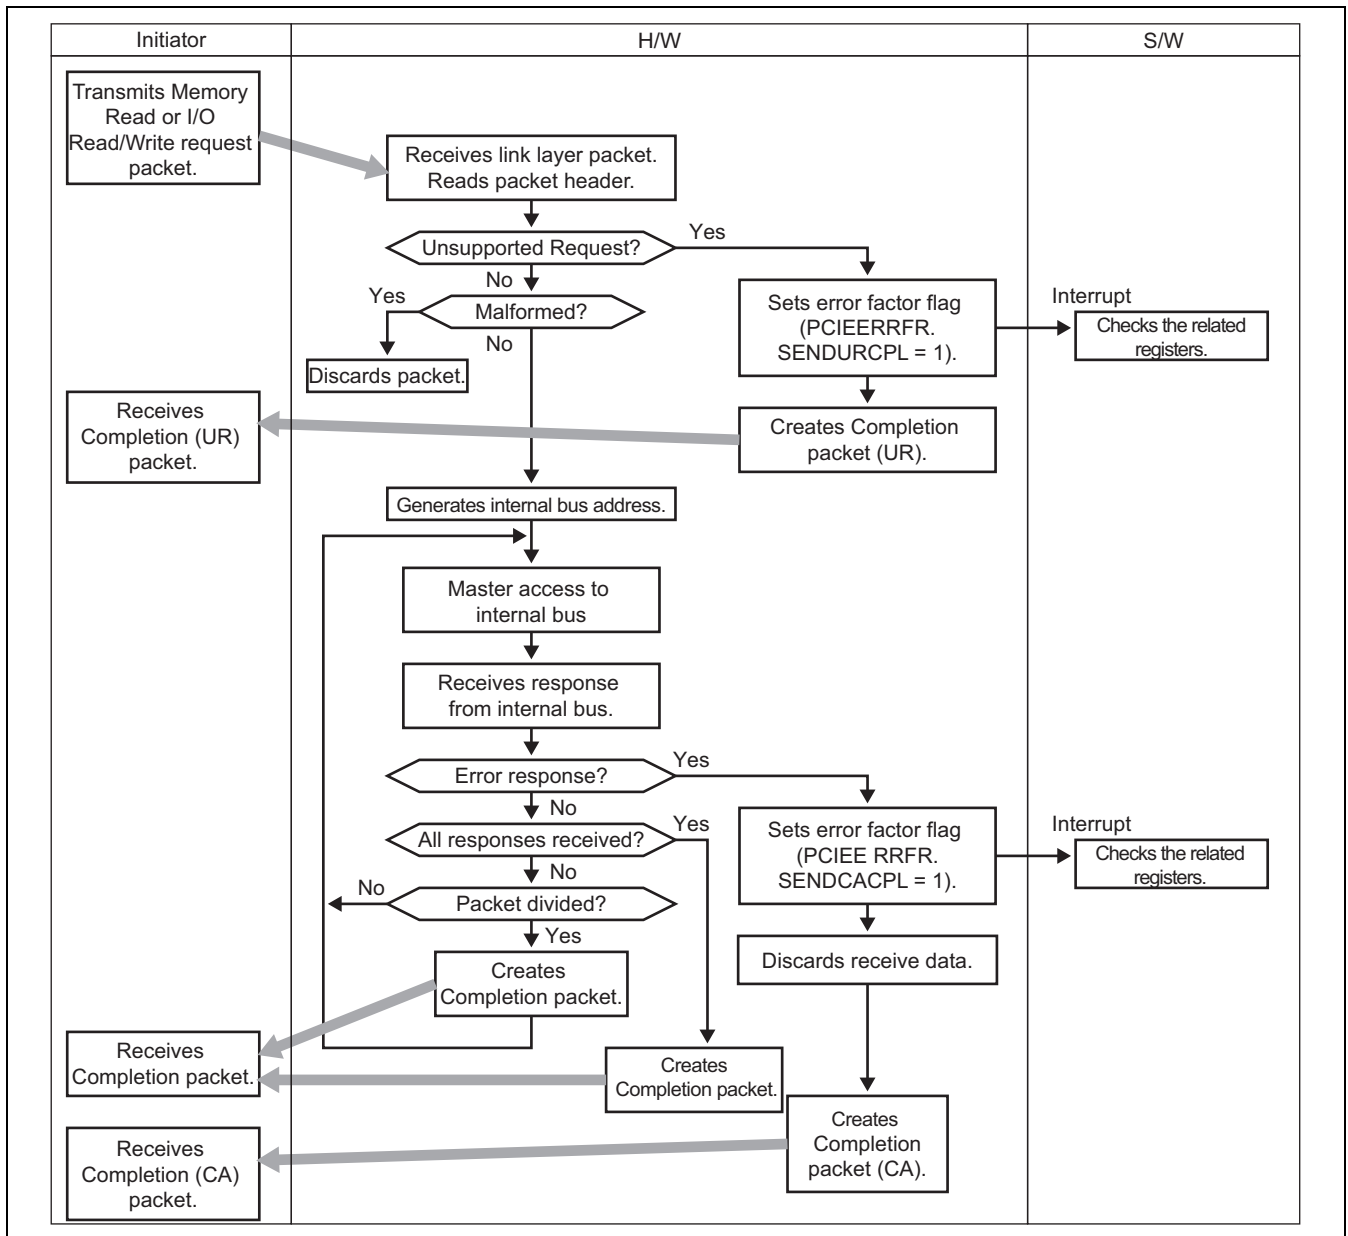 Initiator
H/W
S/W
Transmits Memory
Read or I/O
Read/Write request
packet.
Receives link layer packet.
Reads packet header.
Unsupported Request?
Yes
No
Yes
Malformed?
No
Discards packet.
Sets error factor flag
(PCIEERRFR.
SENDURCPL = 1).
Interrupt
Checks the related
registers.
Receives
Completion (UR)
packet.
Creates Completion
packet (UR).
Generates internal bus address.
Master access to
internal bus
Receives response
from internal bus.
Error response?
Yes
No
All responses received?
Yes
No
No
Packet divided?
Yes
Sets error factor flag
(PCIEE RRFR.
SENDCACPL = 1).
Interrupt
Checks the related
registers.
Creates
Completion packet.
Discards receive data.
Receives
Completion packet.
Creates
Completion packet.
Creates
Completion
packet (CA).
Receives
Completion (CA)
packet.